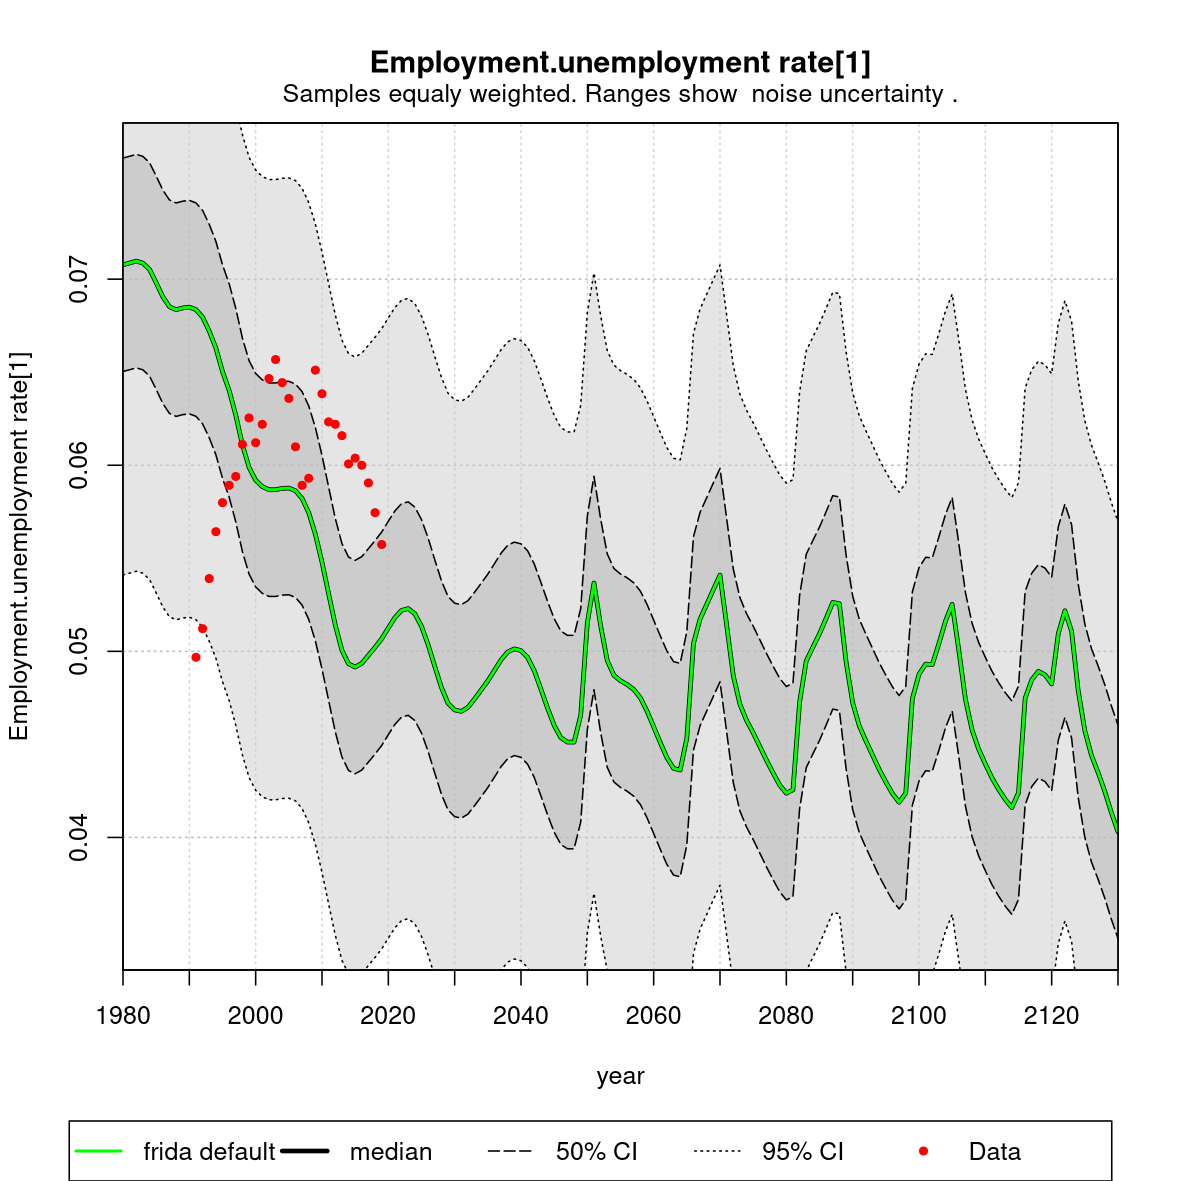 Employment.unemployment rate[1]
Samples equaly weighted. Ranges show  noise uncertainty .
Employment.unemployment rate[1]
0.07
0.06
0.05
0.04
1980 2000 2020 2040 2060 2080 2100 2120
year
frida default median 50% CI 95% CI Data